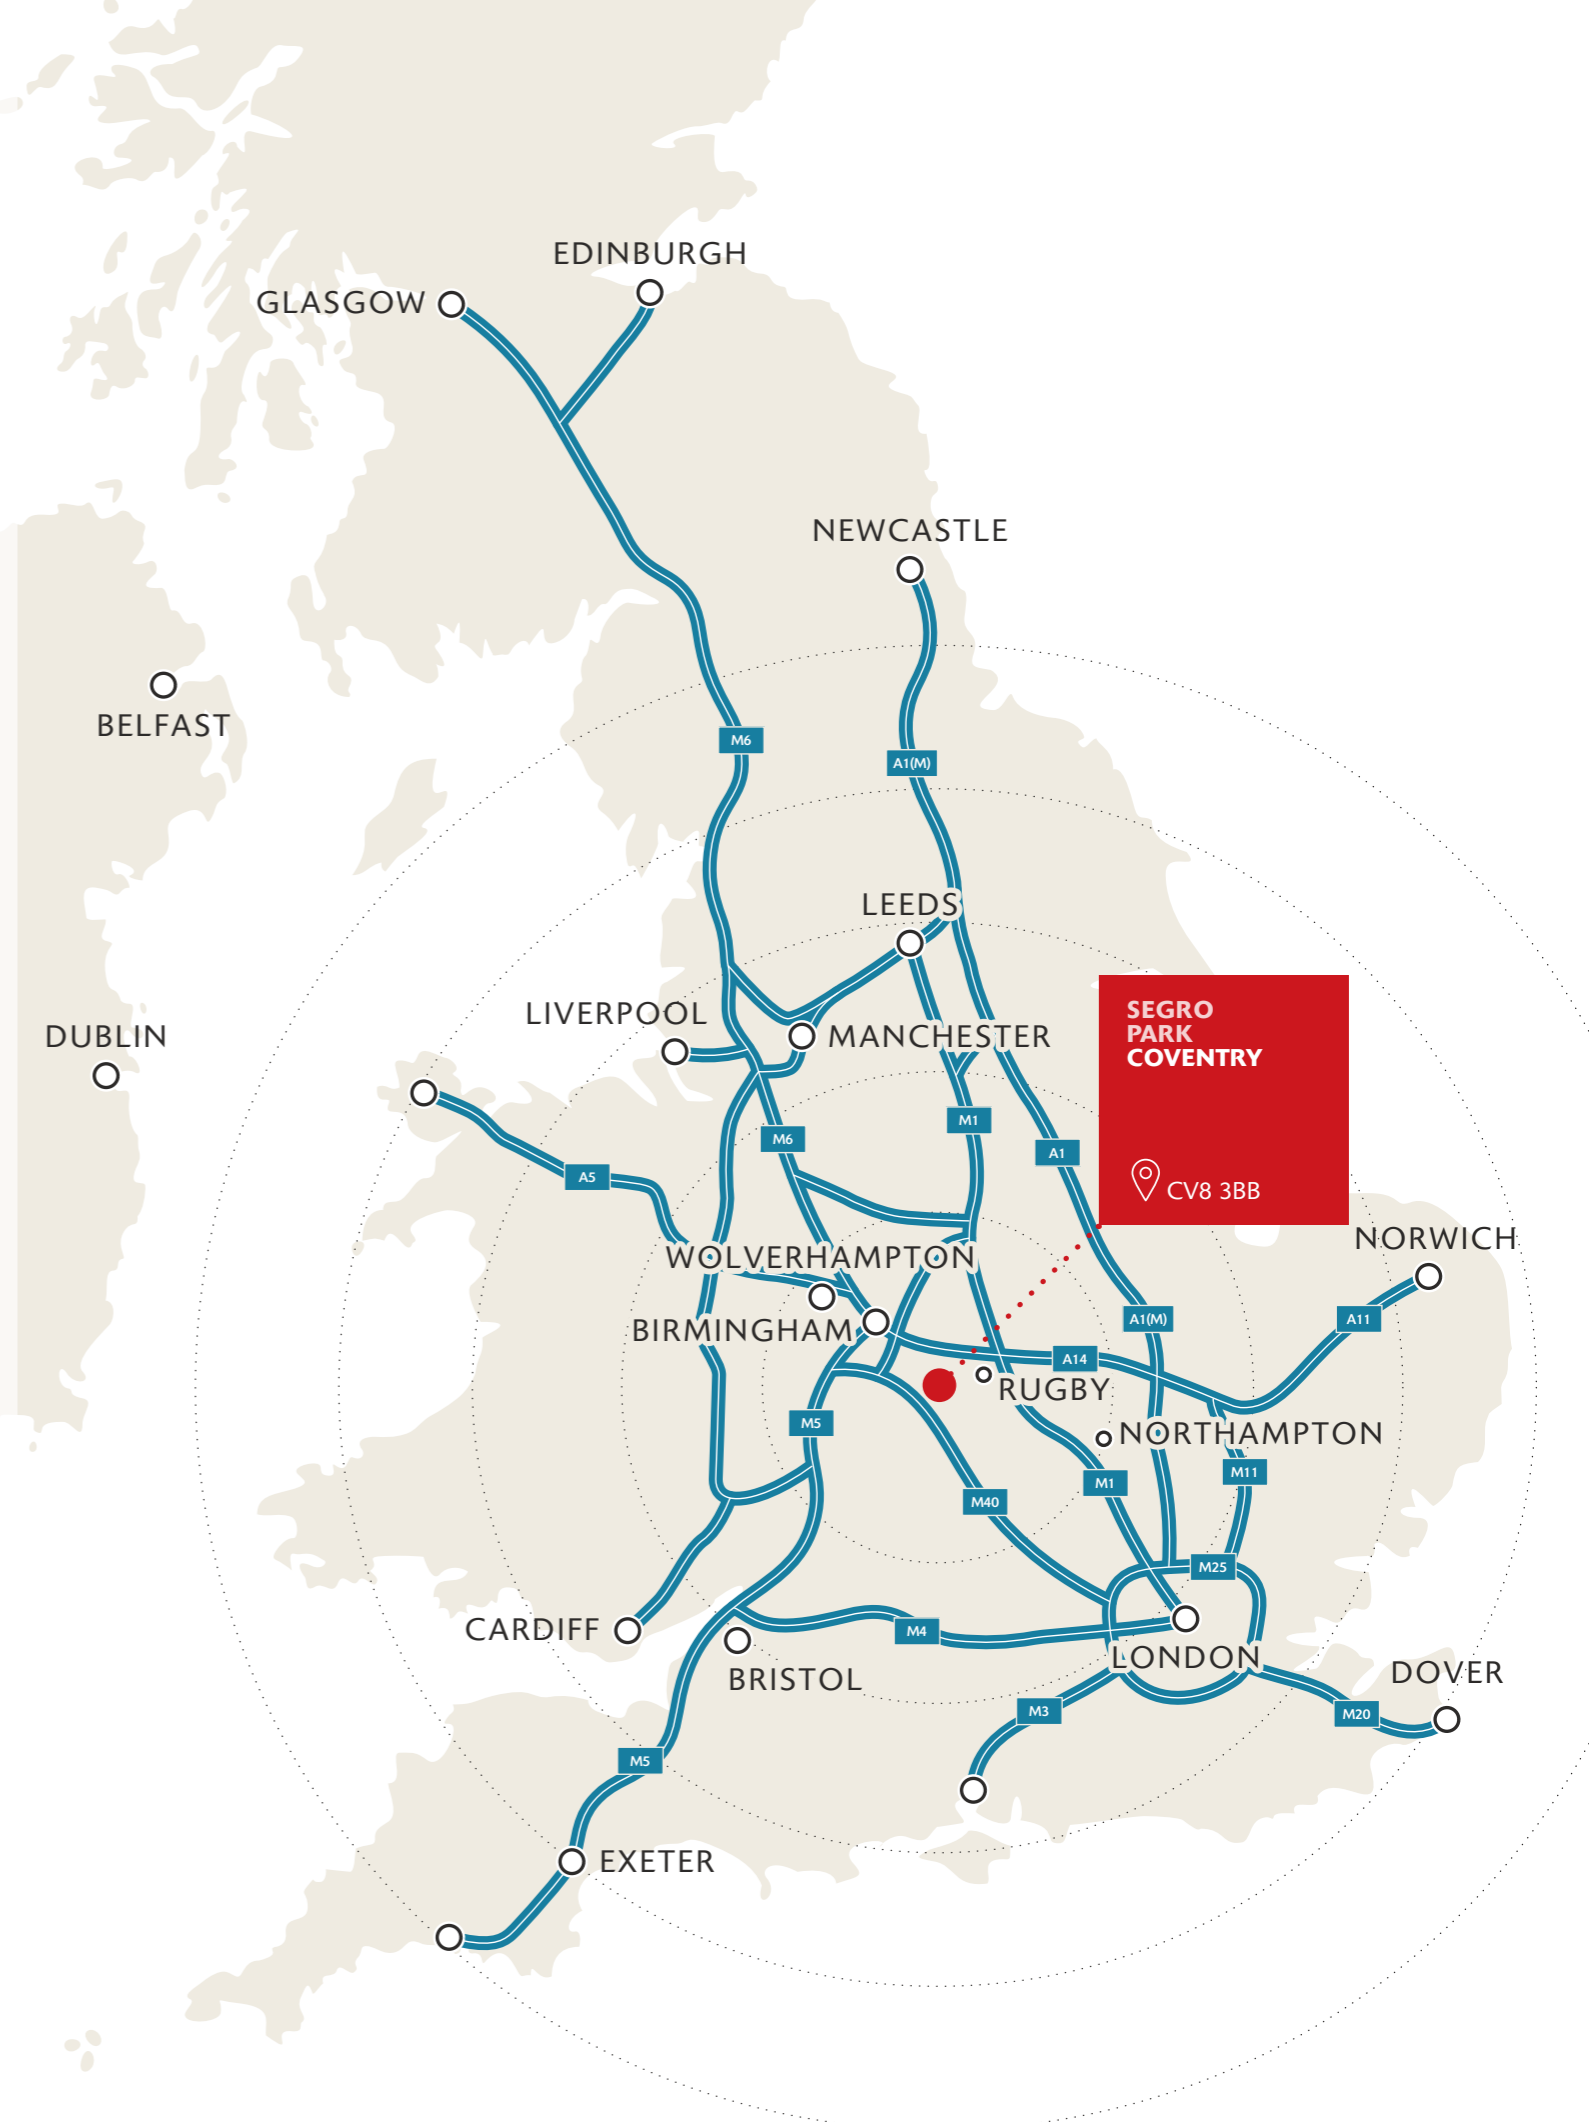 EDINBURGH
GLASGOW
NEWCASTLE
BELFAST
M6
A1(M)
LEEDS
LIVERPOOL
MANCHESTER
DUBLIN
SEGRO
PARK
COVENTRY
CV8 3BB
M1
M6
A1
A5
NORWICH
WOLVERHAMPTON
A1(M)
A11
BIRMINGHAM
A14
RUGBY
M5
NORTHAMPTON
M11
M1
M40
M25
CARDIFF
M4
LONDON
BRISTOL
DOVER
M3
M20
M5
EXETER